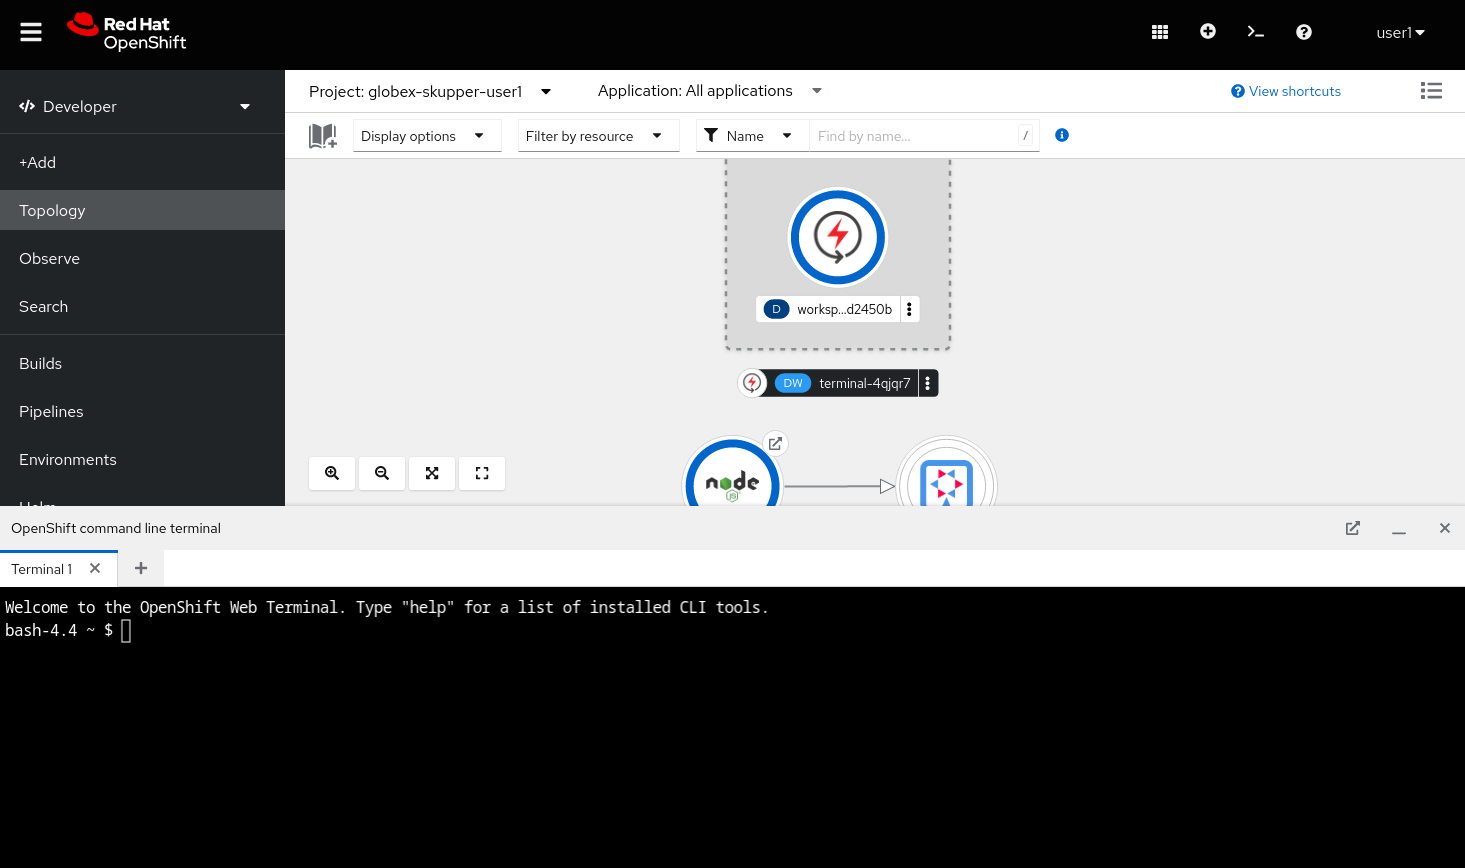 Red Hat
OpenShift
user1
Developer
Project: globex-skupper-user1
Application: All applications
View shortcuts
Display options
Filter by resource
Name
Find by name...
/
+Add
Topology
Observe
Search
Builds
Pipelines
Environments
Helm
D
worksp...d2450b
DW
terminal-4qjqr7
node
JS
OpenShift command line terminal
Terminal 1
Welcome to the OpenShift Web Terminal. Type "help" for a list of installed CLI tools.
bash-4.4 ~ $